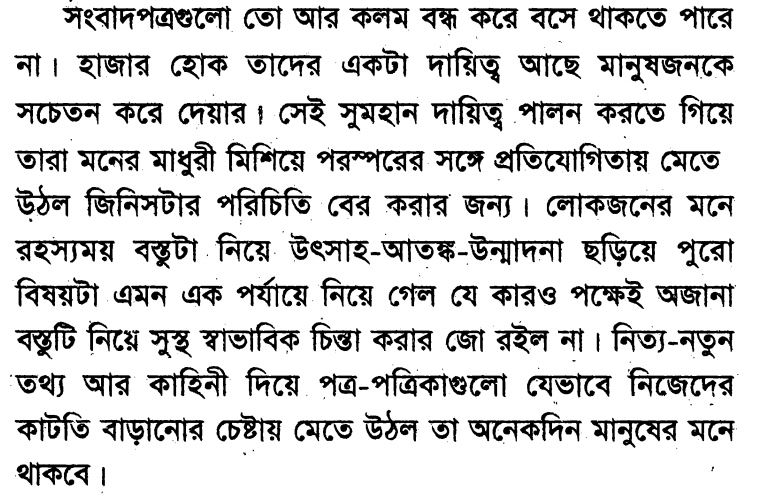 সংবাদপত্রগুলো তো আর কলম বন্ধ করে বসে থাকতে পারে
না। হাজার হোক তাদের একটা দায়িত্ব আছে মানুষজনকে
সচেতন করে দেয়ার। সেই সুমহান দায়িত্ব পালন করতে গিয়ে
তারা মনের মাধুরী মিশিয়ে পরস্পরের সঙ্গে প্রতিযোগিতায় মেতে
উঠল জিনিসটার পরিচিতি বের করার জন্য। লোকজনের মনে
রহস্যময় বস্তুটা নিয়ে উৎসাহ-আতঙ্ক-উন্মাদনা ছড়িয়ে পুরো
বিষয়টা এমন এক পর্যায়ে নিয়ে গেল যে কারও পক্ষেই অজানা
বস্তুটি নিয়ে সুস্থ স্বাভাবিক চিন্তা করার জো রইল না। নিত্য-নতুন
তথ্য আর কাহিনী দিয়ে পত্র-পত্রিকাগুলো যেভাবে নিজেদের
কাটতি বাড়ানোর চেষ্টায় মেতে উঠল তা অনেকদিন মানুষের মনে
থাকবে।